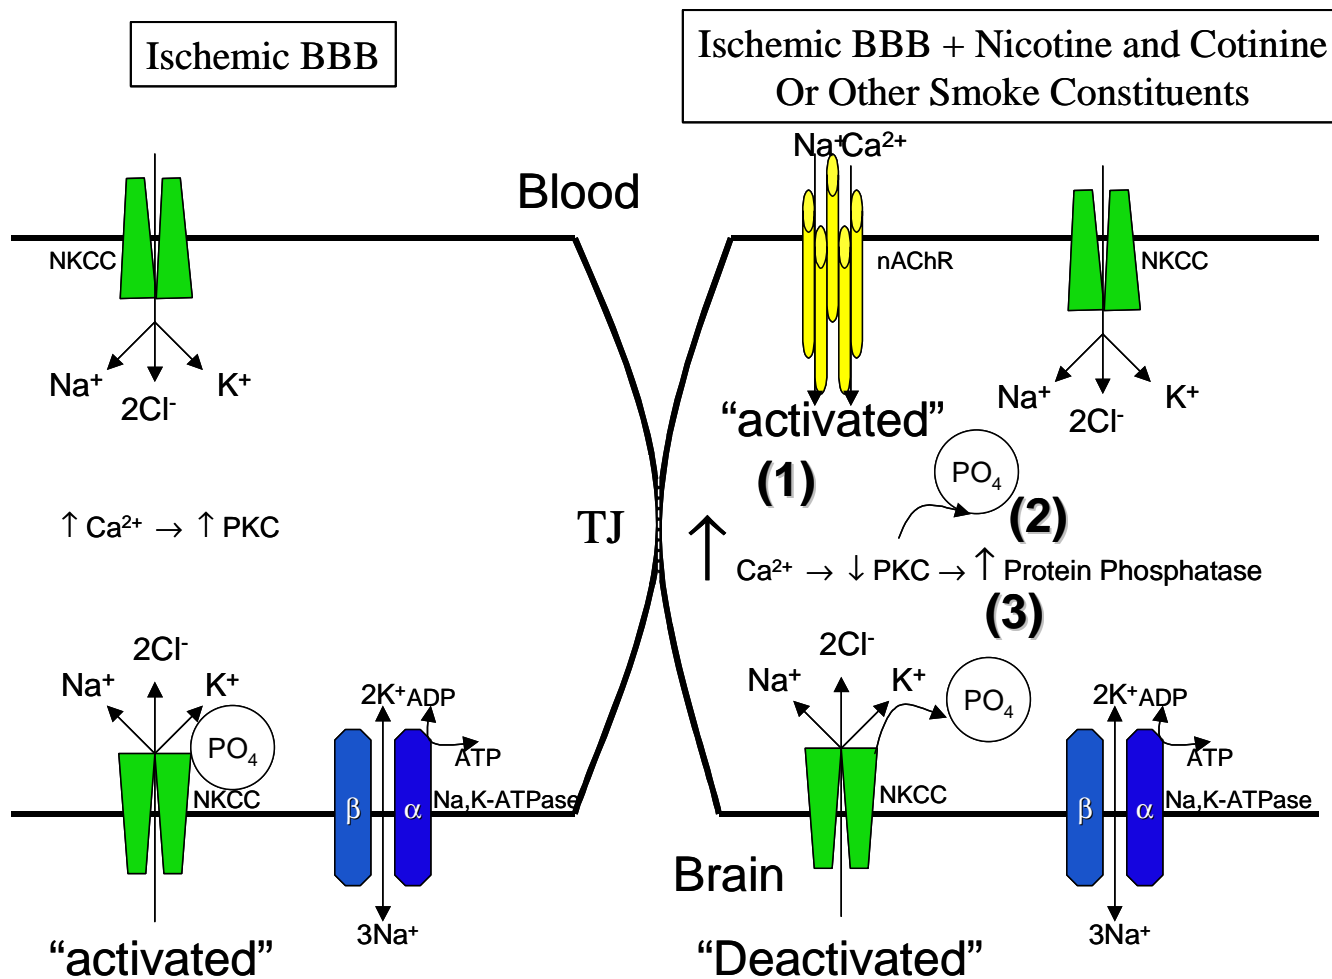 Ischemic BBB
Ischemic BBB + Nicotine and Cotinine
Or Other Smoke Constituents
Blood
NKCC
Na⁺
2Cl⁻
K⁺
↑ Ca²⁺ → ↑ PKC
TJ
2Cl⁻
Na⁺
K⁺
PO₄
NKCC
2K⁺
ADP
ATP
β
α
Na,K-ATPase
3Na⁺
“activated”
Na⁺
Ca²⁺
nAChR
NKCC
Na⁺
2Cl⁻
K⁺
“activated”
(1)
PO₄
(2)
↑ Ca²⁺ → ↓ PKC → ↑ Protein Phosphatase
(3)
2Cl⁻
Na⁺
K⁺
PO₄
NKCC
2K⁺
ADP
ATP
β
α
Na,K-ATPase
3Na⁺
Brain
“Deactivated”